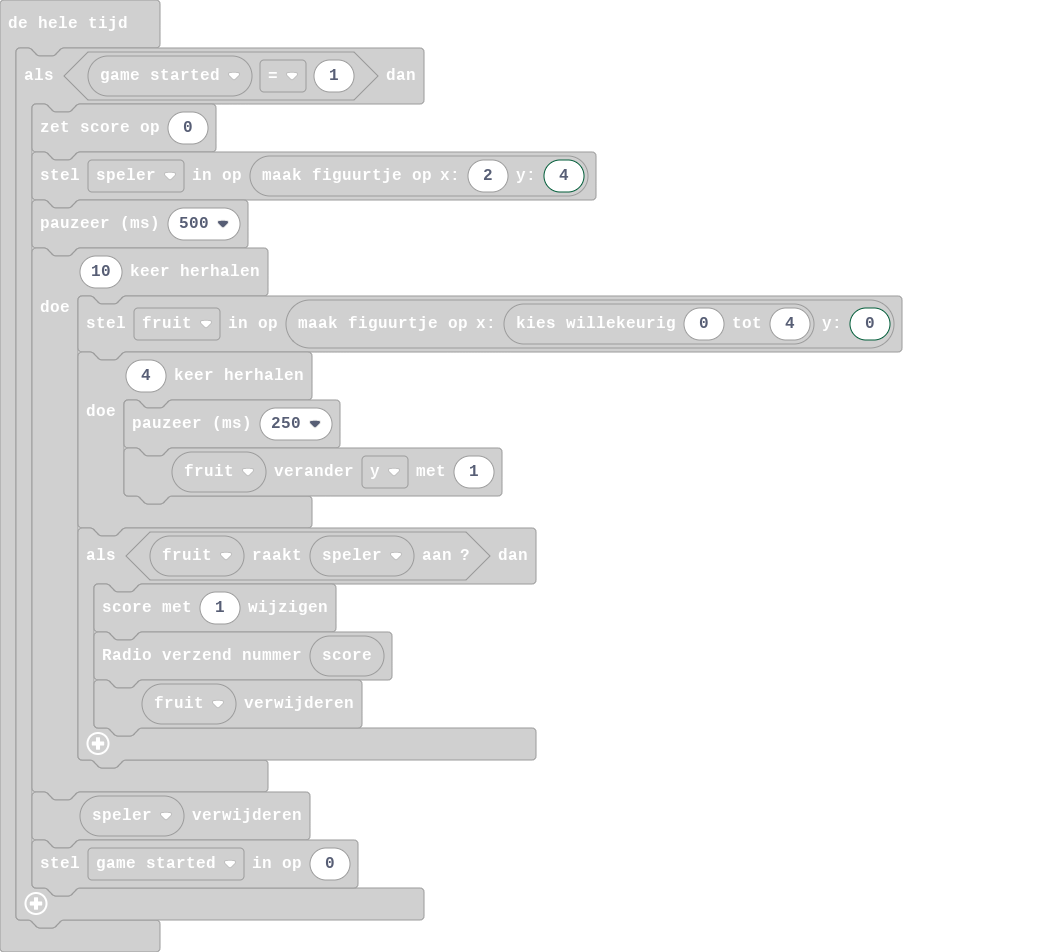 de hele tijd
als game started = 1 dan
zet score op 0
stel speler in op maak figuurtje op x: 2 y: 4
pauzeer (ms) 500
10 keer herhalen
doe
stel fruit in op maak figuurtje op x: kies willekeurig 0 tot 4 y: 0
4 keer herhalen
doe
pauzeer (ms) 250
fruit verander y met 1
als fruit raakt speler aan ? dan
score met 1 wijzigen
Radio verzend nummer score
fruit verwijderen
speler verwijderen
stel game started in op 0